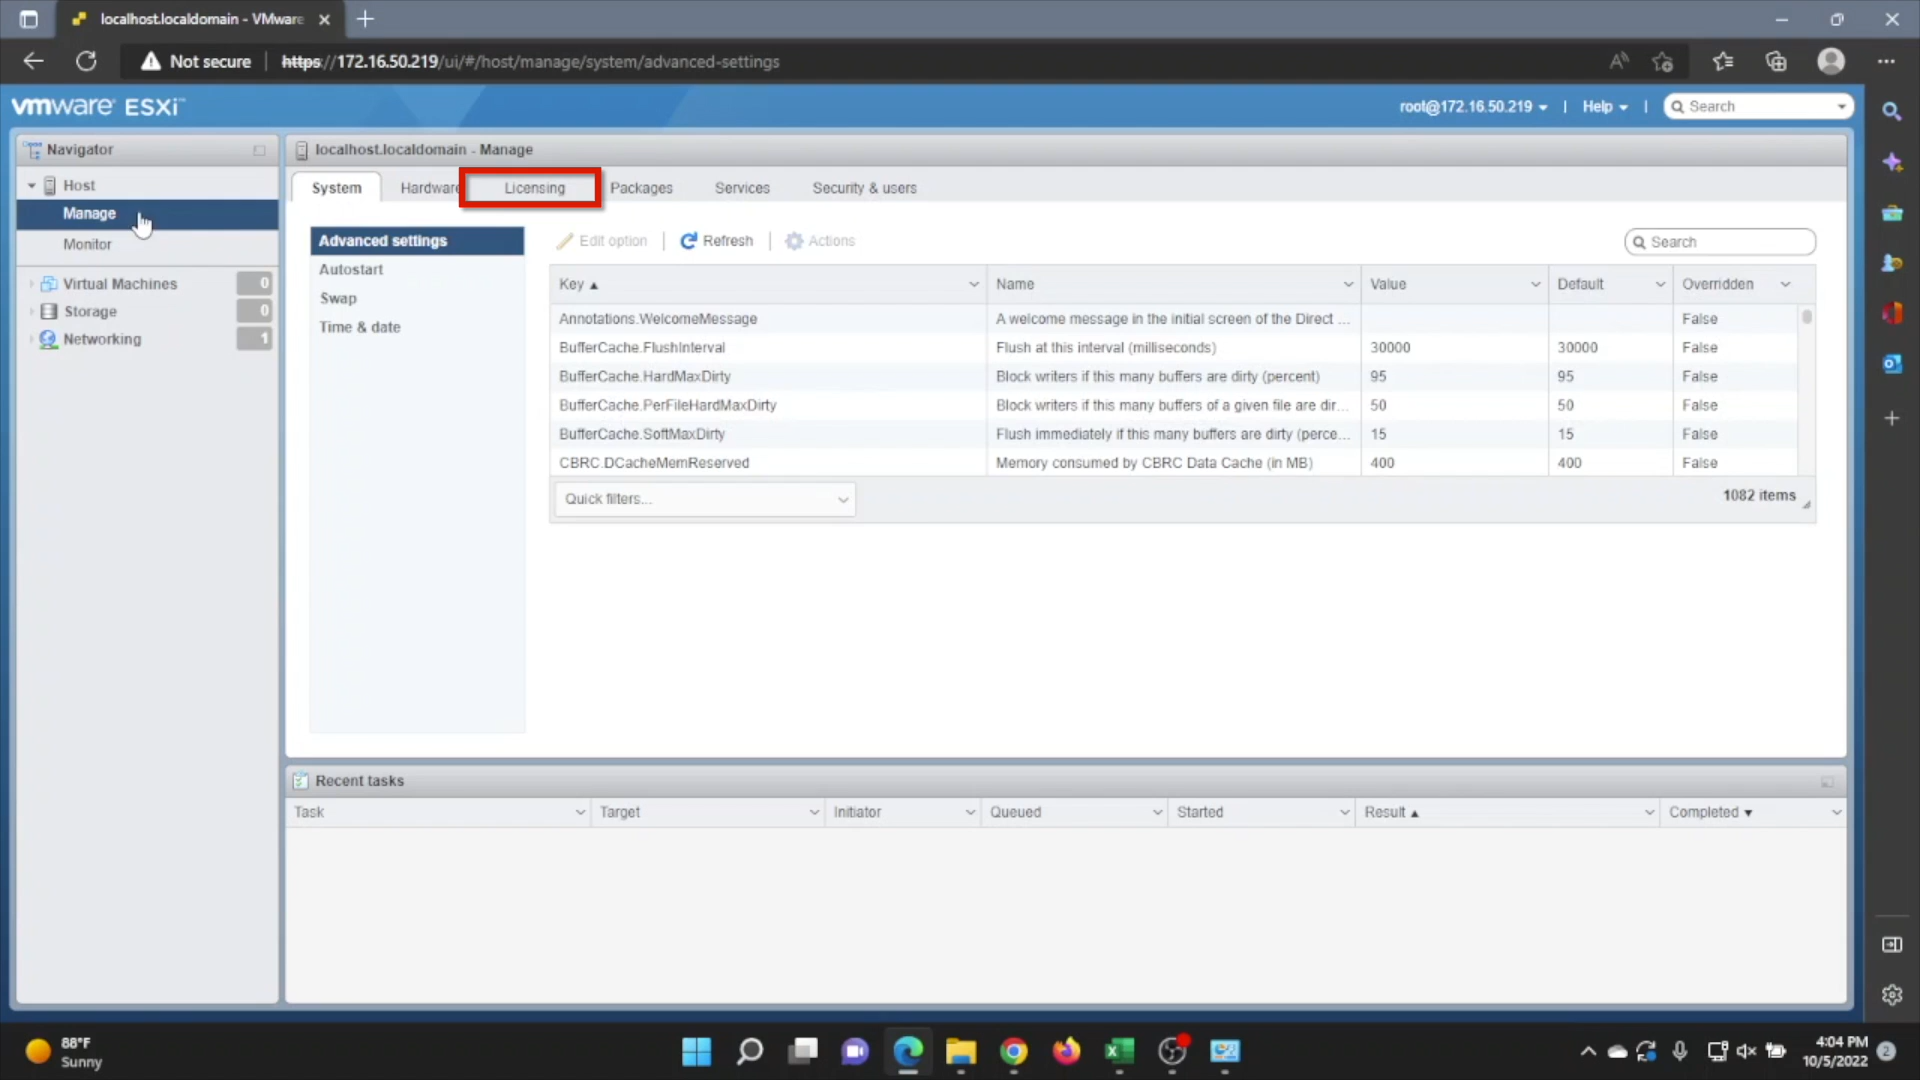 localhost.localdomain - VMware
Not secure
https://172.16.50.219/ui/#/host/manage/system/advanced-settings
vmware ESXi™
root@172.16.50.219
Help
Search
Navigator
Host
Manage
Monitor
Virtual Machines 0
Storage 0
Networking 1
localhost.localdomain - Manage
System Hardware Licensing Packages Services Security & users
Advanced settings
Autostart
Swap
Time & date
Edit option Refresh Actions Search
Key Name Value Default Overridden
Annotations.WelcomeMessage A welcome message in the initial screen of the Direct ... False
BufferCache.FlushInterval Flush at this interval (milliseconds) 30000 30000 False
BufferCache.HardMaxDirty Block writers if this many buffers are dirty (percent) 95 95 False
BufferCache.PerFileHardMaxDirty Block writers if this many buffers of a given file are dir... 50 50 False
BufferCache.SoftMaxDirty Flush immediately if this many buffers are dirty (perce... 15 15 False
CBRC.DCacheMemReserved Memory consumed by CBRC Data Cache (in MB) 400 400 False
Quick filters...
1082 items
Recent tasks
Task Target Initiator Queued Started Result Completed
88°F
Sunny
4:04 PM
10/5/2022
2